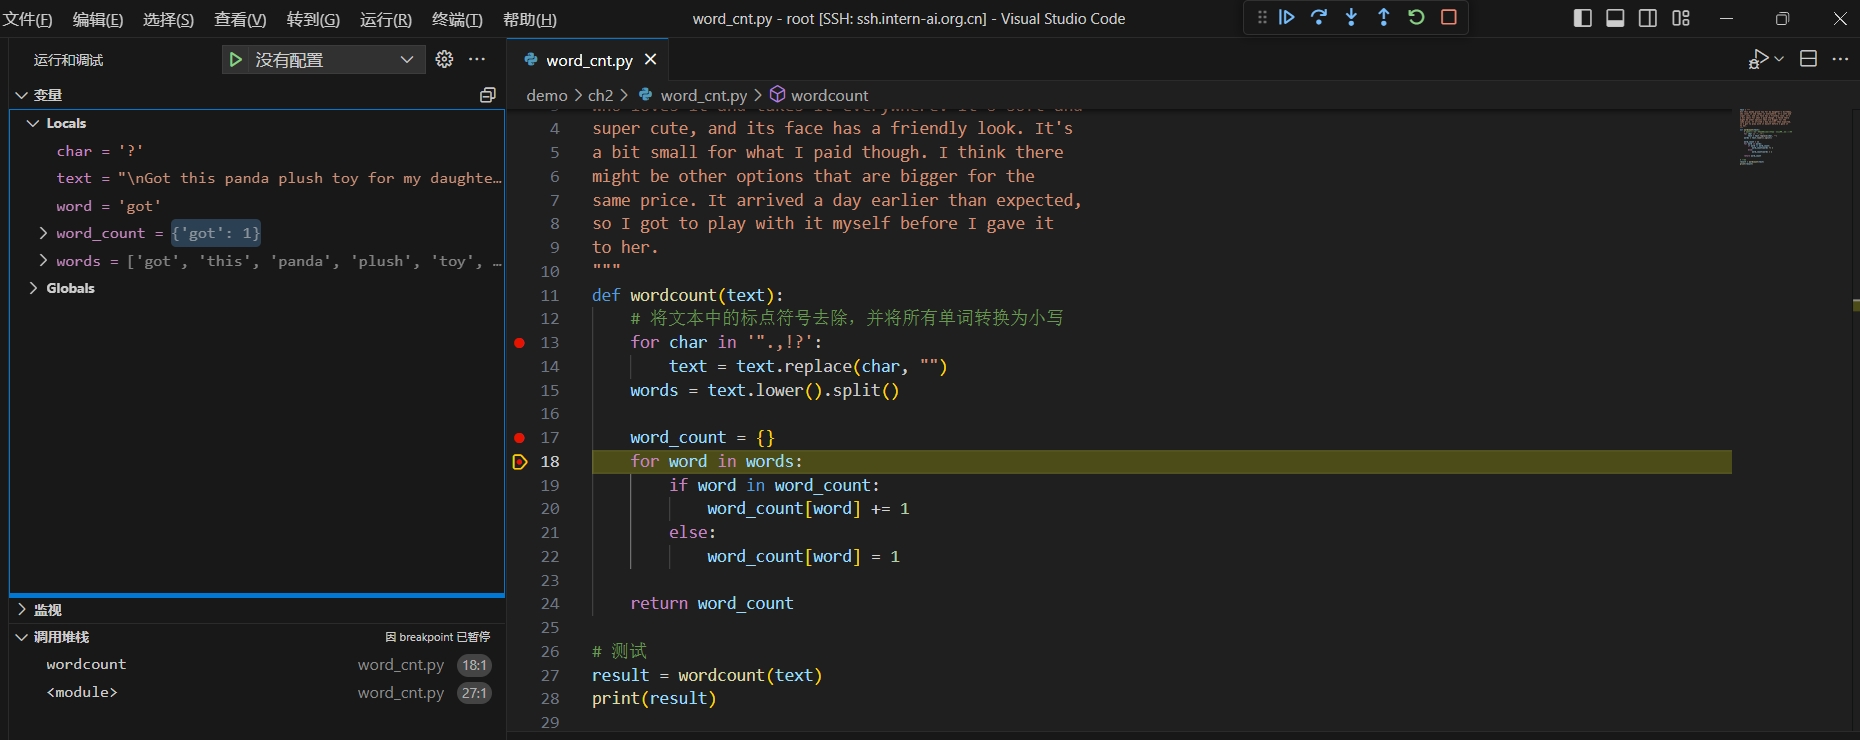 文件(F) 编辑(E) 选择(S) 查看(V) 转到(G) 运行(R) 终端(T) 帮助(H)
word_cnt.py - root [SSH: ssh.intern-ai.org.cn] - Visual Studio Code
运行和调试
没有配置
变量
Locals
char = '?'
text = "\nGot this panda plush toy for my daughte…
word = 'got'
word_count = {'got': 1}
words = ['got', 'this', 'panda', 'plush', 'toy', …
Globals
监视
调用堆栈 因 breakpoint 已暂停
wordcount word_cnt.py 18:1
<module> word_cnt.py 27:1
word_cnt.py
demo > ch2 > word_cnt.py > wordcount
3 who loves it and takes it everywhere. It's soft and
4 super cute, and its face has a friendly look. It's
5 a bit small for what I paid though. I think there
6 might be other options that are bigger for the
7 same price. It arrived a day earlier than expected,
8 so I got to play with it myself before I gave it
9 to her.
10 """
11 def wordcount(text):
12 # 将文本中的标点符号去除，并将所有单词转换为小写
13 for char in '".,!?':
14 text = text.replace(char, "")
15 words = text.lower().split()
16
17 word_count = {}
18 for word in words:
19 if word in word_count:
20 word_count[word] += 1
21 else:
22 word_count[word] = 1
23
24 return word_count
25
26 # 测试
27 result = wordcount(text)
28 print(result)
29